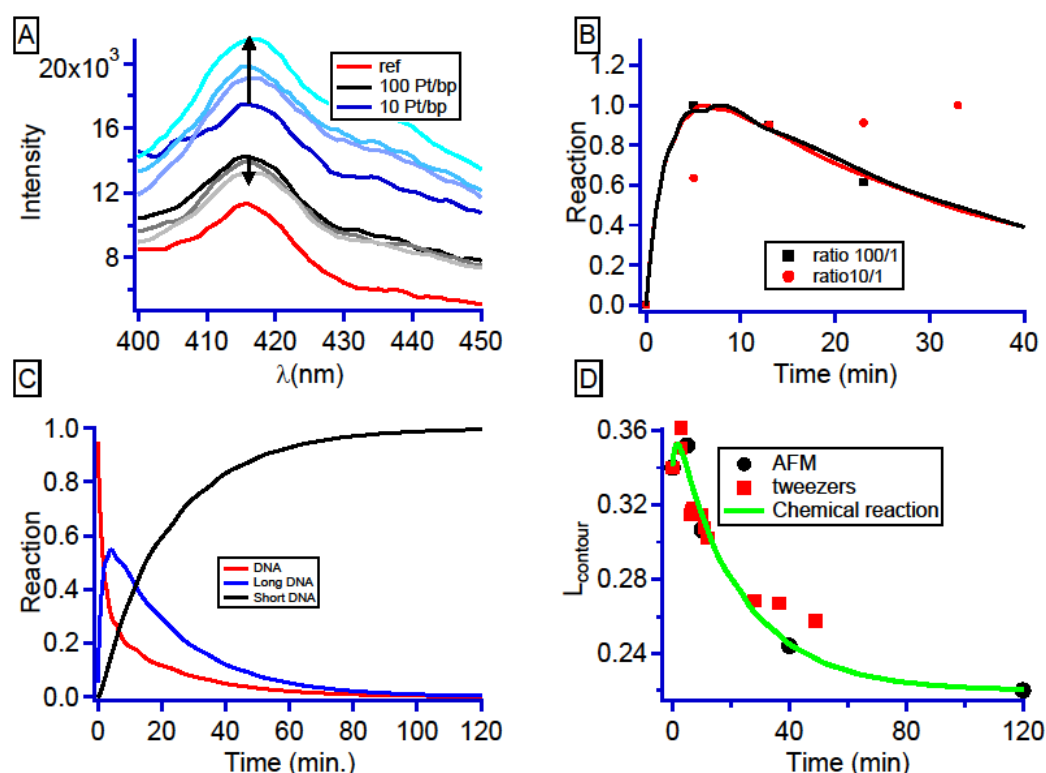 A
20x10³
16
12
8
Intensity
400
410
420
430
440
450
λ(nm)
ref
100 Pt/bp
10 Pt/bp
B
1.2
1.0
0.8
0.6
0.4
0.2
0.0
Reaction
0
10
20
30
40
Time (min)
ratio 100/1
ratio10/1
C
1.0
0.8
0.6
0.4
0.2
0.0
Reaction
0
20
40
60
80
100
120
Time (min.)
DNA
Long DNA
Short DNA
D
0.36
0.32
0.28
0.24
Lcontour
0
40
80
120
Time (min)
AFM
tweezers
Chemical reaction